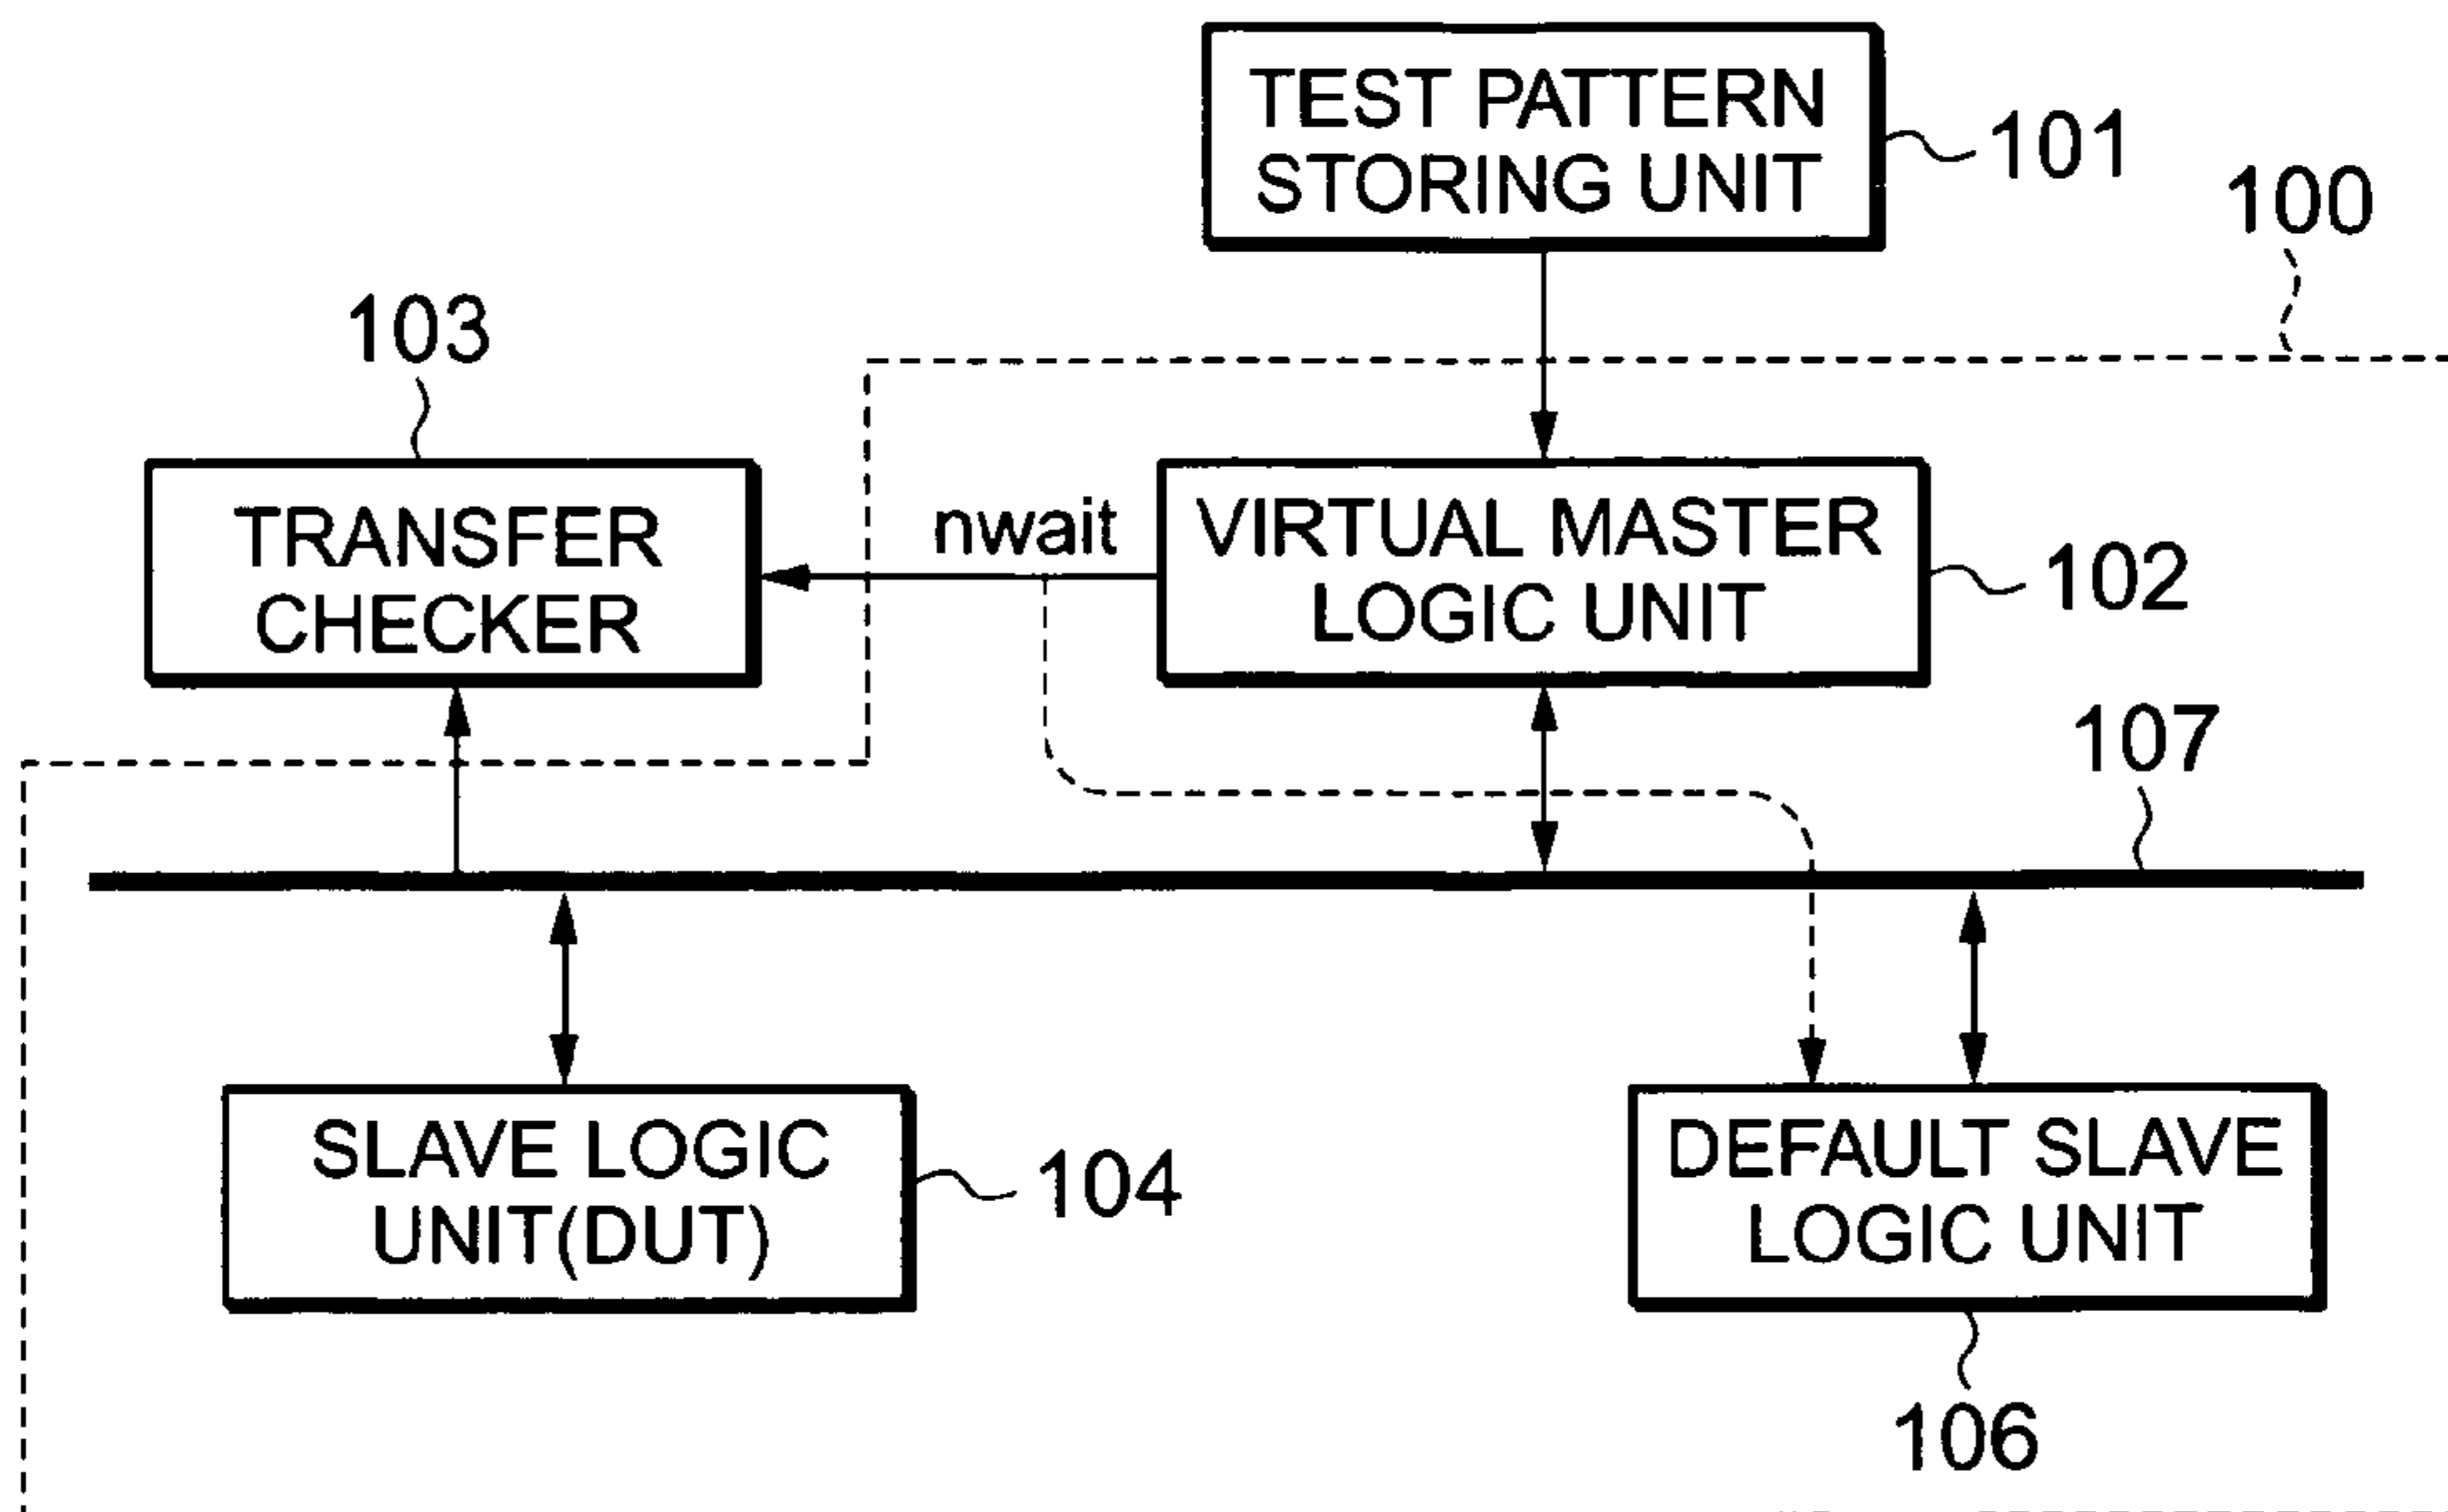 TEST PATTERN
STORING UNIT
101
100
103
TRANSFER
CHECKER
nwait
VIRTUAL MASTER
LOGIC UNIT
102
107
SLAVE LOGIC
UNIT(DUT)
104
DEFAULT SLAVE
LOGIC UNIT
106